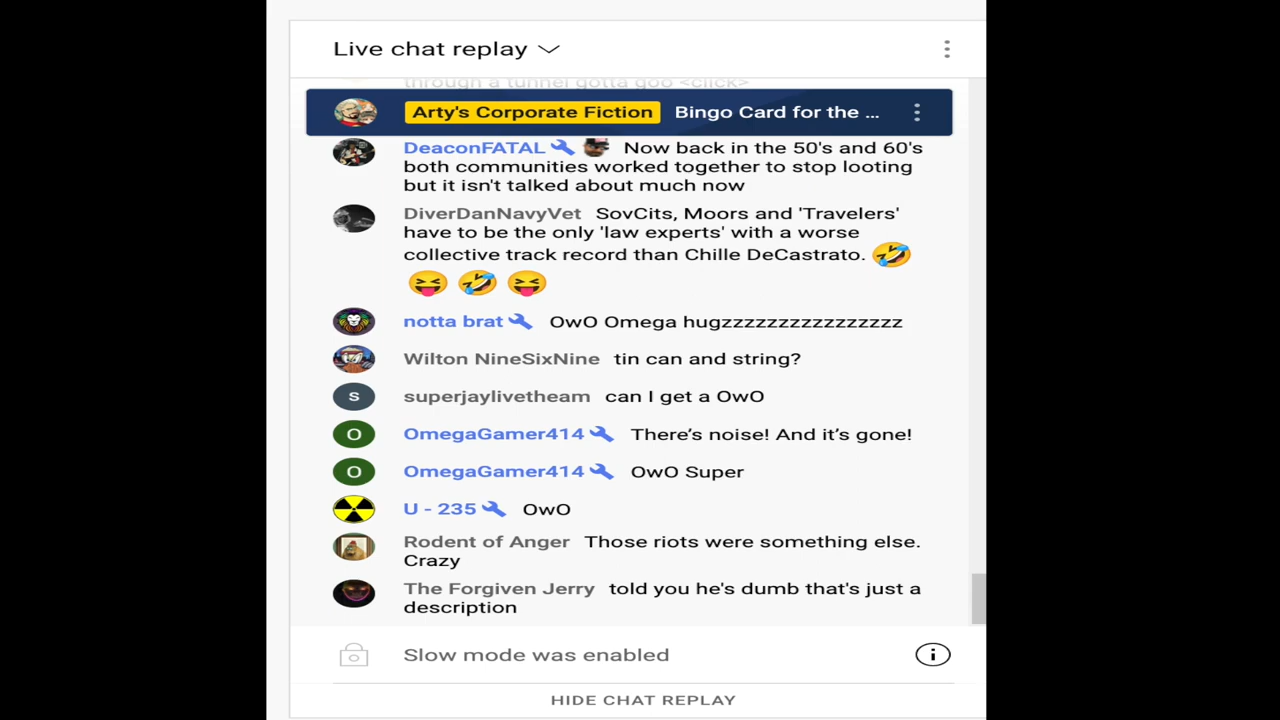 Live chat replay
through a tunnel gotta goo <click>
Arty's Corporate Fiction Bingo Card for the ...
DeaconFATAL Now back in the 50's and 60's
both communities worked together to stop looting
but it isn't talked about much now
DiverDanNavyVet SovCits, Moors and 'Travelers'
have to be the only 'law experts' with a worse
collective track record than Chille DeCastrato. 🤣
😝 🤣 😝
notta brat OwO Omega hugzzzzzzzzzzzzzzzz
Wilton NineSixNine tin can and string?
S superjaylivetheam can I get a OwO
O OmegaGamer414 There’s noise! And it’s gone!
O OmegaGamer414 OwO Super
U - 235 OwO
Rodent of Anger Those riots were something else.
Crazy
The Forgiven Jerry told you he's dumb that's just a
description
Slow mode was enabled
HIDE CHAT REPLAY